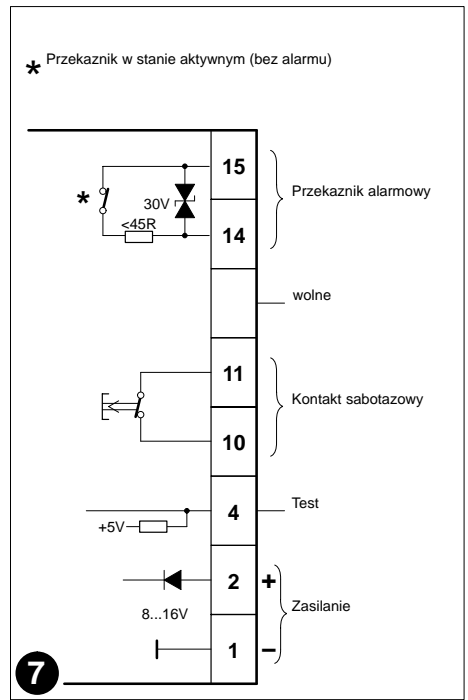 * Przekaznik w stanie aktywnym (bez alarmu)
15
*
30V
Przekaznik alarmowy
<45R
14
wolne
11
Kontakt sabotazowy
10
Test
4
+5V
2 +
8...16V
Zasilanie
1 −
7